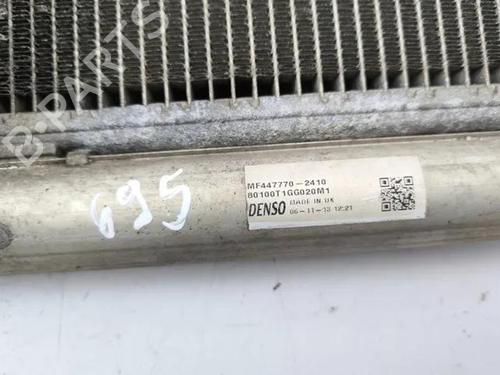 B-PARTS
MF447770-2410
80100T1GG020M1
DENSO MADE IN UK
06-11-13 12:21
695